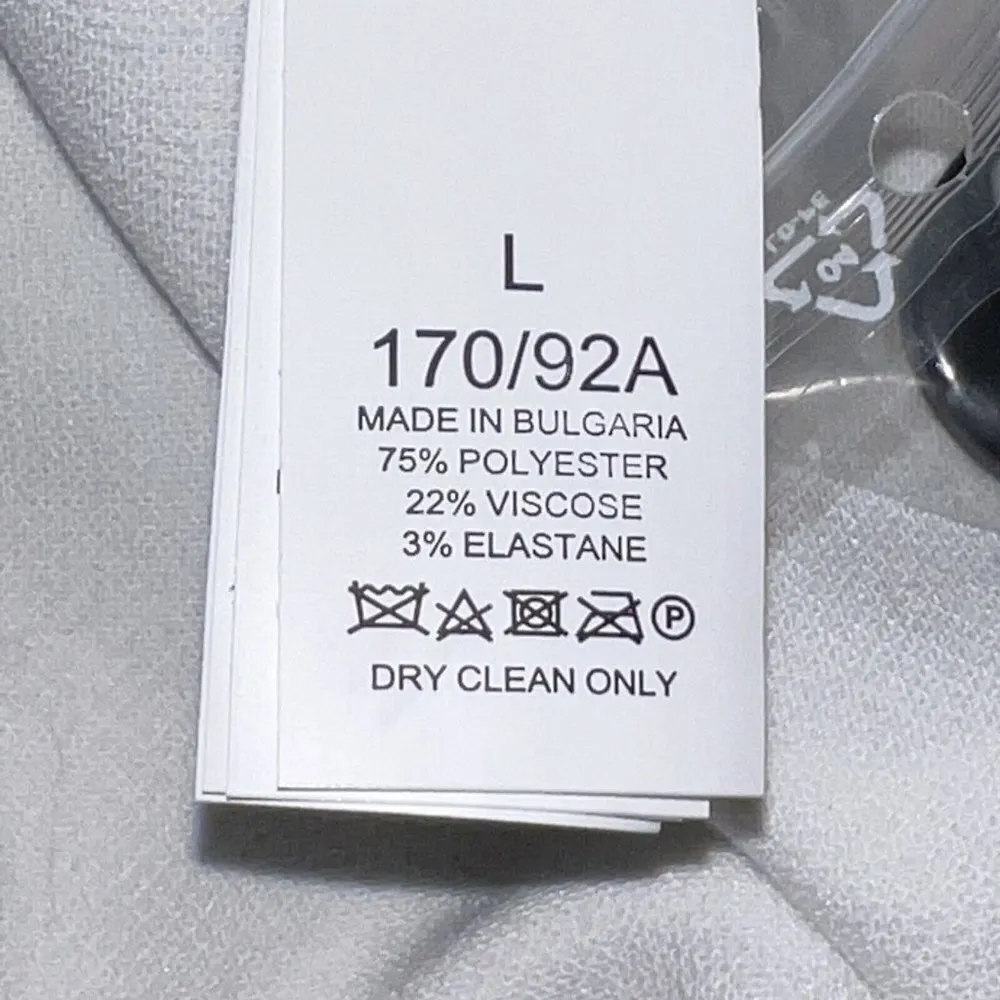 L
170/92A
MADE IN BULGARIA
75% POLYESTER
22% VISCOSE
3% ELASTANE
P
DRY CLEAN ONLY